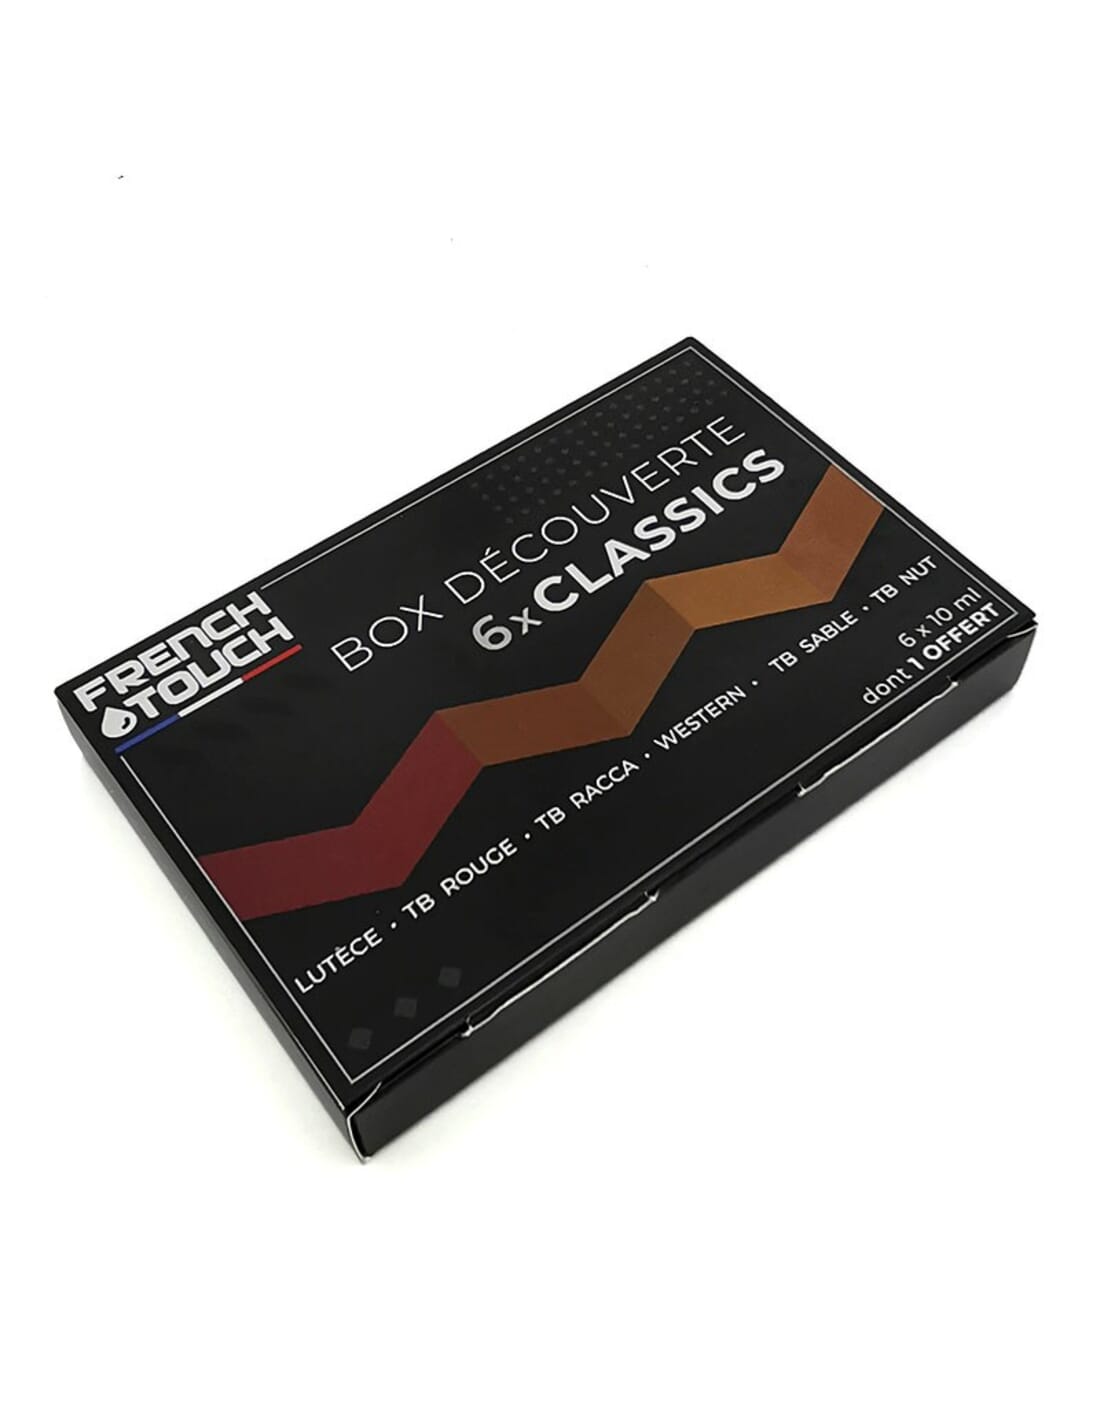 FRENCH
TOUCH
BOX DÉCOUVERTE
6xCLASSICS
LUTÈCE • TB ROUGE • TB RACCA • WESTERN • TB SABLE • TB NUT
6 x 10 ml
dont 1 OFFERT